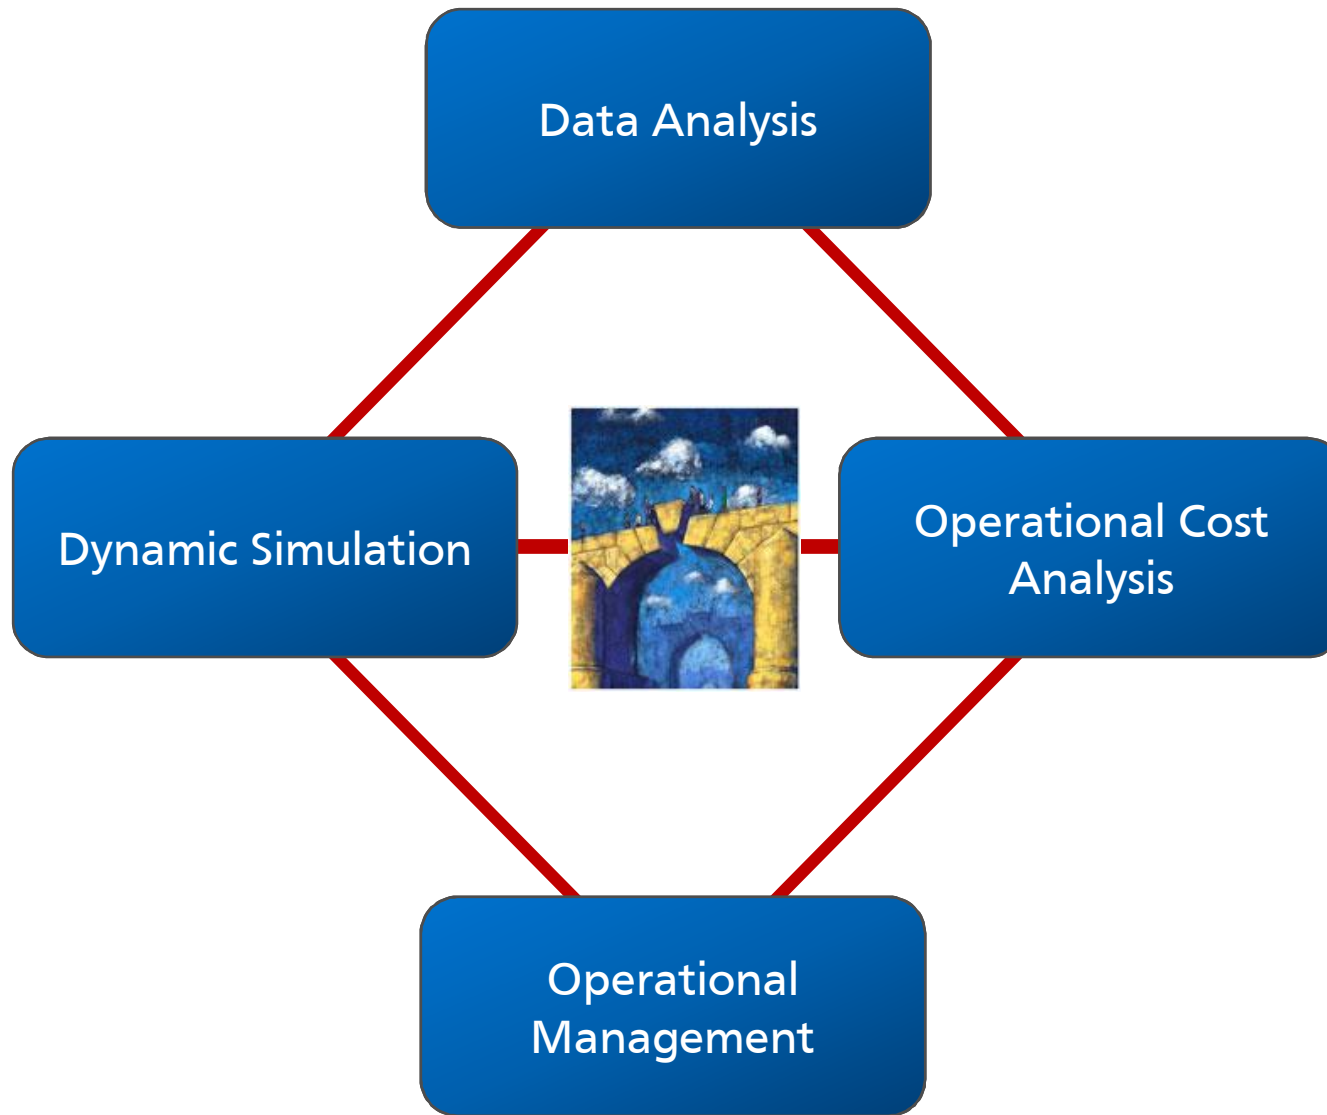 Data Analysis
Dynamic Simulation
Operational Cost
Analysis
Operational
Management